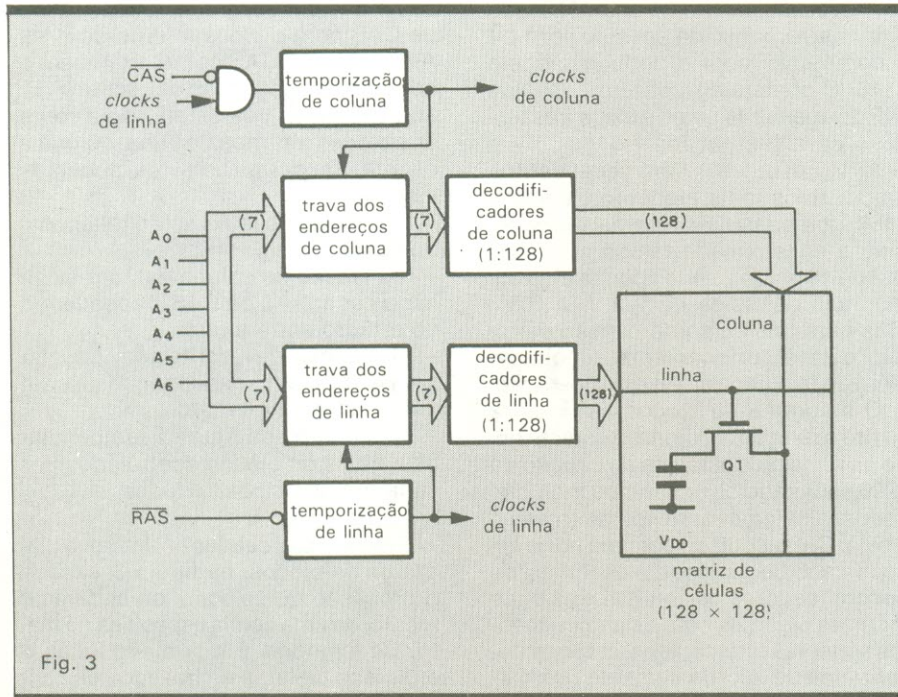 CAS
clocks
de linha
temporização
de coluna
clocks
de coluna
A0
A1
A2
A3
A4
A5
A6
(7)
trava dos
endereços
de coluna
(7)
decodifi-
cadores
de coluna
(1:128)
(128)
(7)
trava dos
endereços
de linha
(7)
decodifi-
cadores
de linha
(1:128)
(128)
coluna
linha
Q1
VDD
matriz de
células
(128 × 128)
RAS
temporização
de linha
clocks
de linha
Fig. 3